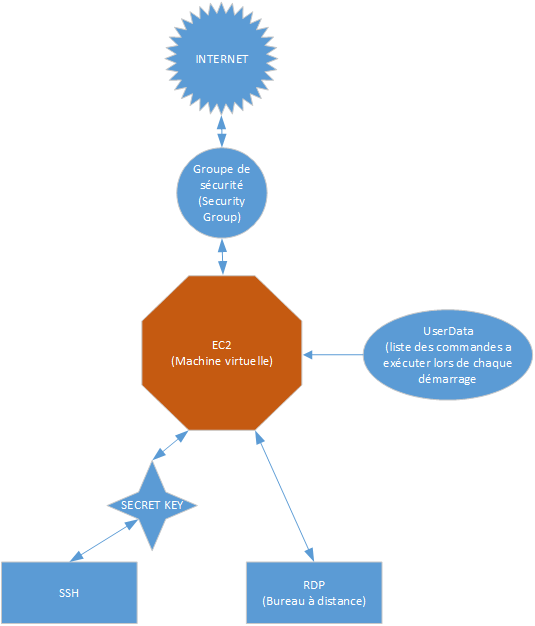 INTERNET
Groupe de
sécurité
(Security
Group)
EC2
(Machine virtuelle)
UserData
(liste des commandes a
exécuter lors de chaque
démarrage
SECRET KEY
SSH
RDP
(Bureau à distance)